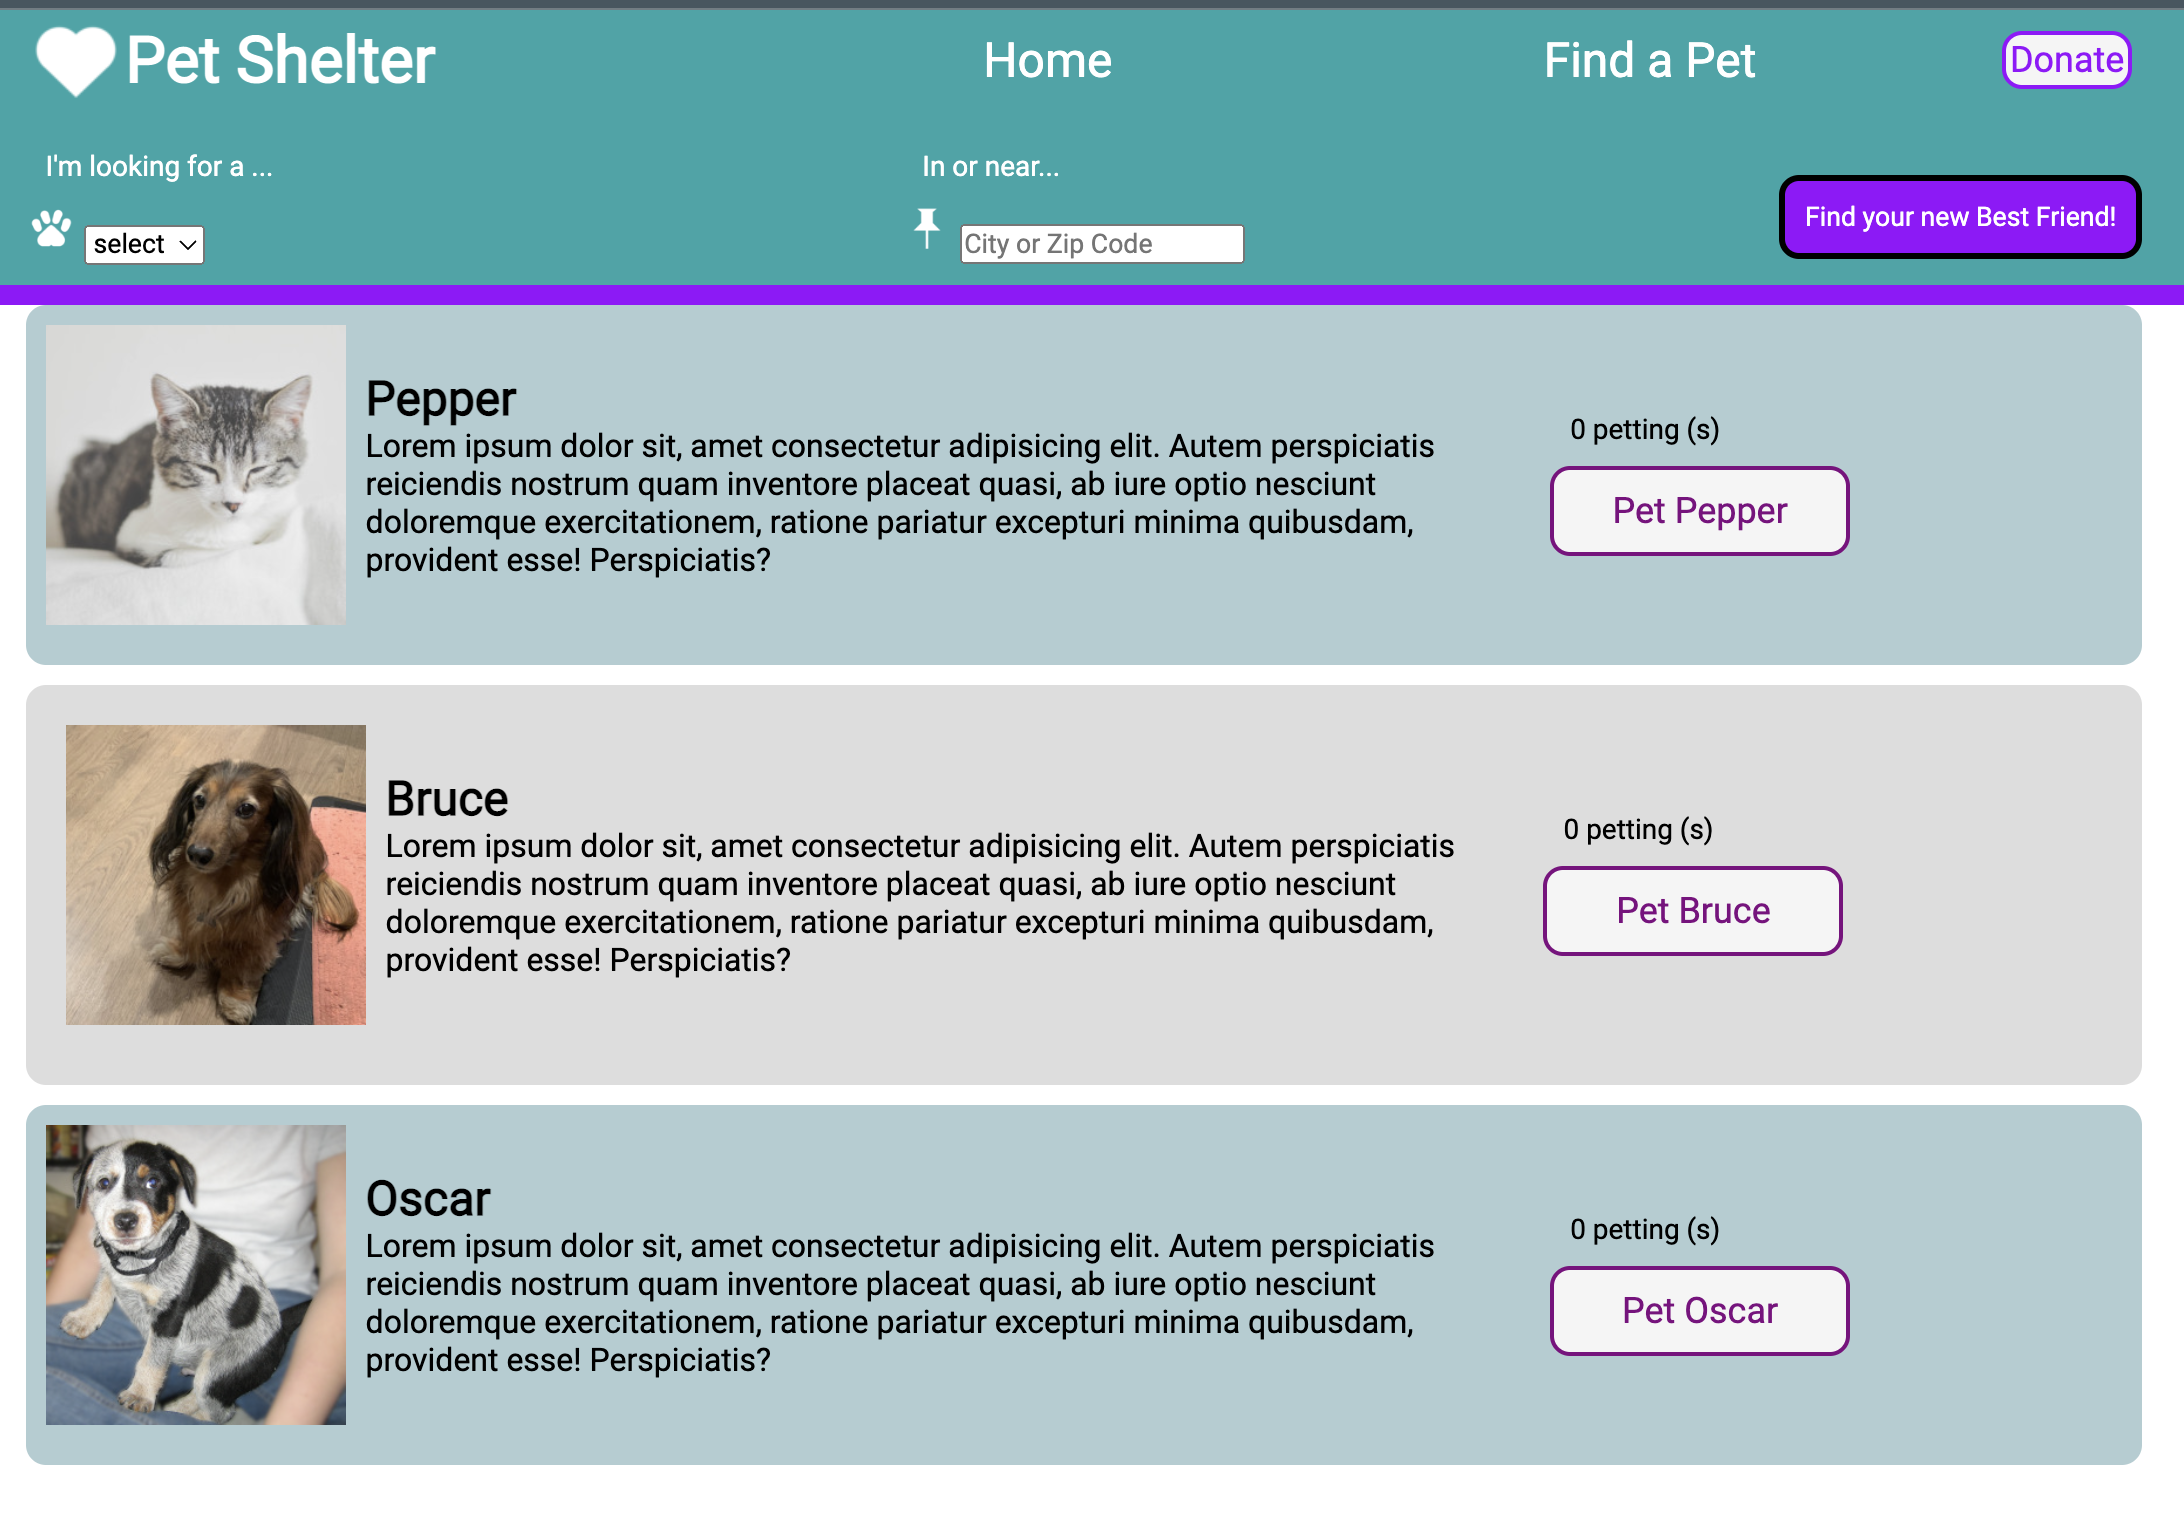 Pet Shelter
Home
Find a Pet
Donate
I'm looking for a ...
In or near...
select
City or Zip Code
Find your new Best Friend!
Pepper
Lorem ipsum dolor sit, amet consectetur adipisicing elit. Autem perspiciatis
reiciendis nostrum quam inventore placeat quasi, ab iure optio nesciunt
doloremque exercitationem, ratione pariatur excepturi minima quibusdam,
provident esse! Perspiciatis?
0 petting (s)
Pet Pepper
Bruce
Lorem ipsum dolor sit, amet consectetur adipisicing elit. Autem perspiciatis
reiciendis nostrum quam inventore placeat quasi, ab iure optio nesciunt
doloremque exercitationem, ratione pariatur excepturi minima quibusdam,
provident esse! Perspiciatis?
0 petting (s)
Pet Bruce
Oscar
Lorem ipsum dolor sit, amet consectetur adipisicing elit. Autem perspiciatis
reiciendis nostrum quam inventore placeat quasi, ab iure optio nesciunt
doloremque exercitationem, ratione pariatur excepturi minima quibusdam,
provident esse! Perspiciatis?
0 petting (s)
Pet Oscar